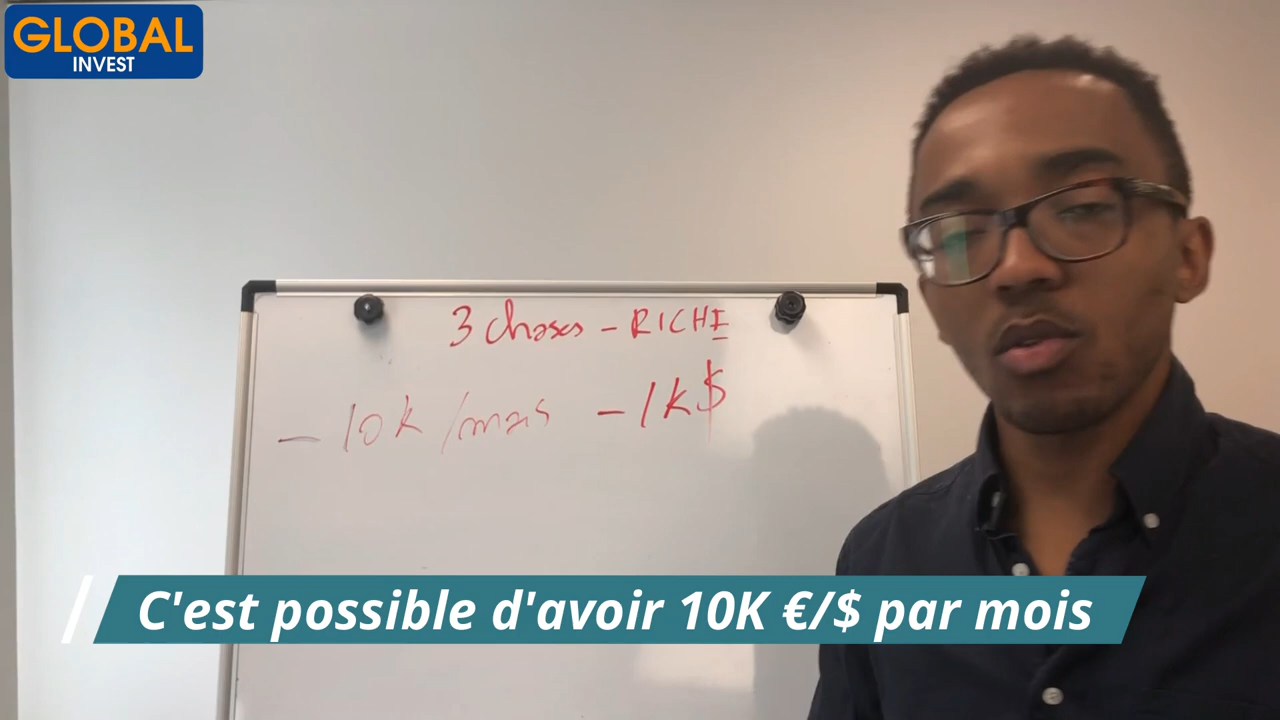 GLOBAL
INVEST
3 choses - RICHE
- 10k/mois - 1k$
C'est possible d'avoir 10K €/$ par mois